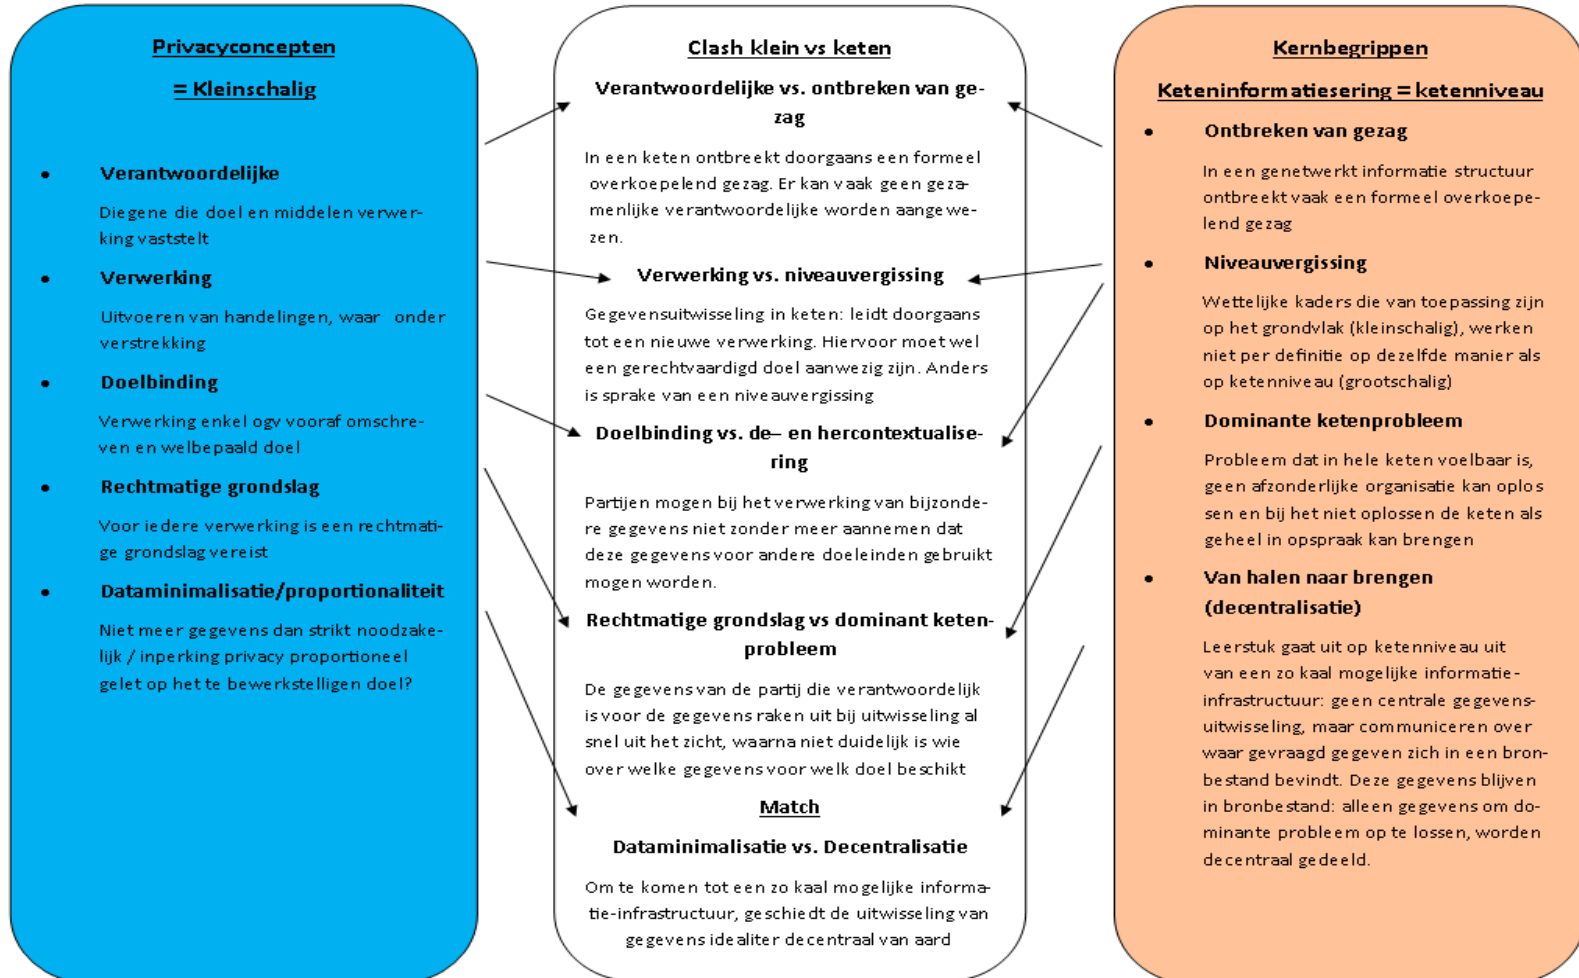 Privacyconcepten
= Kleinschalig
• Verantwoordelijke
Diegene die doel en middelen verwer-
king vaststelt
• Verwerking
Uitvoeren van handelingen, waar onder
verstrekking
• Doelbinding
Verwerking enkel ogv vooraf omschre-
ven en welbepaald doel
• Rechtmatige grondslag
Voor iedere verwerking is een rechtmati-
ge grondslag vereist
• Dataminimalisatie/proportionaliteit
Niet meer gegevens dan strikt noodzake-
lijk / inperking privacy proportioneel
gelet op het te bewerkstelligen doel?
Clash klein vs keten
Verantwoordelijke vs. ontbreken van ge-
zag
In een keten ontbreekt doorgaans een formeel
overkoepelend gezag. Er kan vaak geen geza-
menlijke verantwoordelijke worden aangewe-
zen.
Verwerking vs. niveauvergissing
Gegevensuitwisseling in keten: leidt doorgaans
tot een nieuwe verwerking. Hiervoor moet wel
een gerechtvaardigd doel aanwezig zijn. Anders
is sprake van een niveauvergissing
Doelbinding vs. de– en hercontextualise-
ring
Partijen mogen bij het verwerking van bijzonde-
re gegevens niet zonder meer aannemen dat
deze gegevens voor andere doeleinden gebruikt
mogen worden.
Rechtmatige grondslag vs dominant keten-
probleem
De gegevens van de partij die verantwoordelijk
is voor de gegevens raken uit bij uitwisseling al
snel uit het zicht, waarna niet duidelijk is wie
over welke gegevens voor welk doel beschikt
Match
Dataminimalisatie vs. Decentralisatie
Om te komen tot een zo kaal mogelijke informa-
tie-infrastructuur, geschiedt de uitwisseling van
gegevens idealiter decentraal van aard
Kernbegrippen
Keteninformatiesering = ketenniveau
• Ontbreken van gezag
In een genetwerkt informatie structuur
ontbreekt vaak een formeel overkoepe-
lend gezag
• Niveauvergissing
Wettelijke kaders die van toepassing zijn
op het grondvlak (kleinschalig), werken
niet per definitie op dezelfde manier als
op ketenniveau (grootschalig)
• Dominante ketenprobleem
Probleem dat in hele keten voelbaar is,
geen afzonderlijke organisatie kan oplos
sen en bij het niet oplossen de keten als
geheel in opspraak kan brengen
• Van halen naar brengen
(decentralisatie)
Leerstuk gaat uit op ketenniveau uit
van een zo kaal mogelijke informatie-
infrastructuur: geen centrale gegevens-
uitwisseling, maar communiceren over
waar gevraagd gegeven zich in een bron-
bestand bevindt. Deze gegevens blijven
in bronbestand: alleen gegevens om do-
minante probleem op te lossen, worden
decentraal gedeeld.